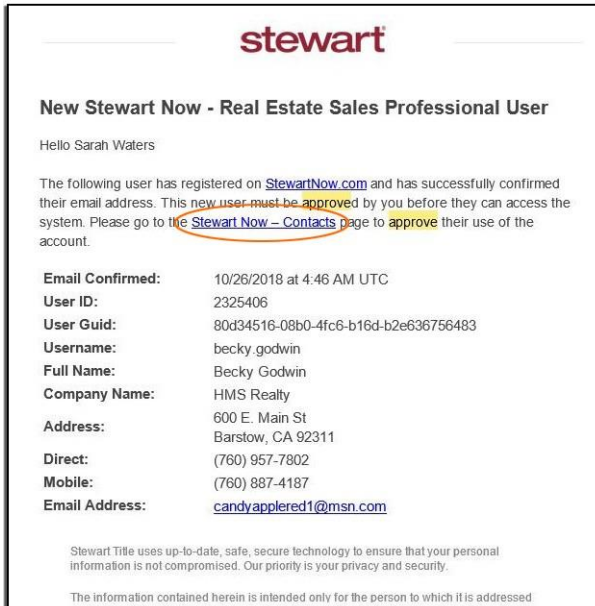 stewart
New Stewart Now - Real Estate Sales Professional User
Hello Sarah Waters
The following user has registered on StewartNow.com and has successfully confirmed
their email address. This new user must be approved by you before they can access the
system. Please go to the Stewart Now – Contacts page to approve their use of the
account.
Email Confirmed: 10/26/2018 at 4:46 AM UTC
User ID: 2325406
User Guid: 80d34516-08b0-4fc6-b16d-b2e636756483
Username: becky.godwin
Full Name: Becky Godwin
Company Name: HMS Realty
Address: 600 E. Main St
Barstow, CA 92311
Direct: (760) 957-7802
Mobile: (760) 887-4187
Email Address: candyapplered1@msn.com
Stewart Title uses up-to-date, safe, secure technology to ensure that your personal
information is not compromised. Our priority is your privacy and security.
The information contained herein is intended only for the person to which it is addressed